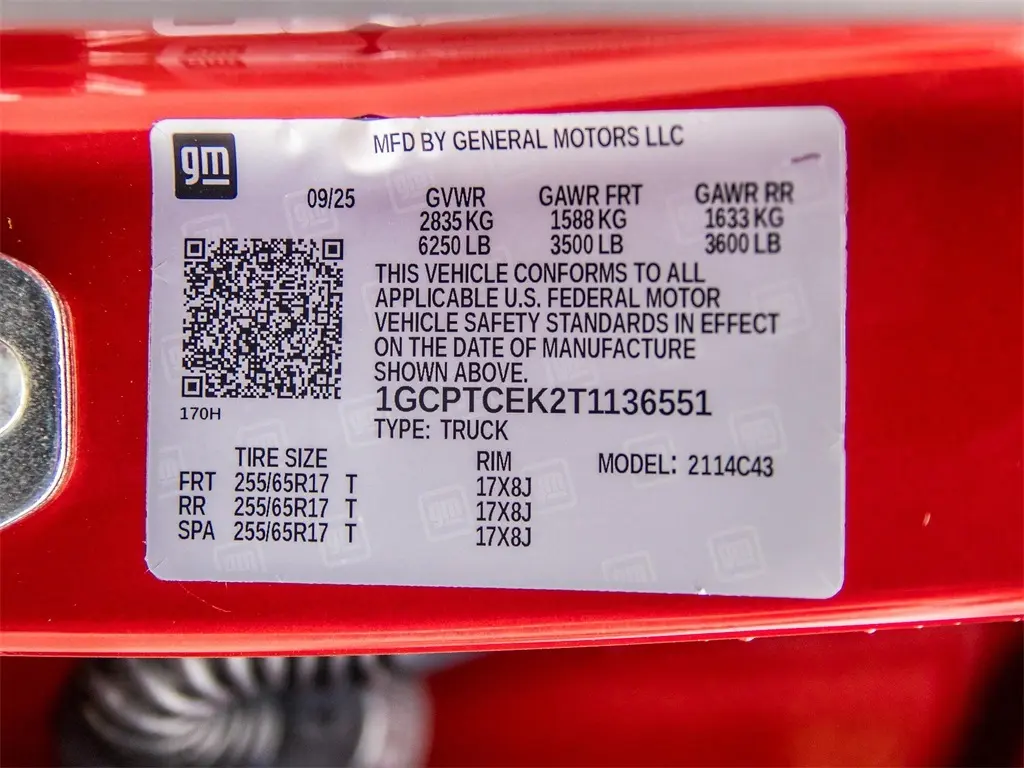 gm
MFD BY GENERAL MOTORS LLC
09/25 GVWR GAWR FRT GAWR RR
2835 KG 1588 KG 1633 KG
6250 LB 3500 LB 3600 LB
THIS VEHICLE CONFORMS TO ALL
APPLICABLE U.S. FEDERAL MOTOR
VEHICLE SAFETY STANDARDS IN EFFECT
ON THE DATE OF MANUFACTURE
SHOWN ABOVE.
1GCPTCEK2T1136551
170H
TYPE: TRUCK
TIRE SIZE RIM MODEL: 2114C43
FRT 255/65R17 T 17X8J
RR 255/65R17 T 17X8J
SPA 255/65R17 T 17X8J